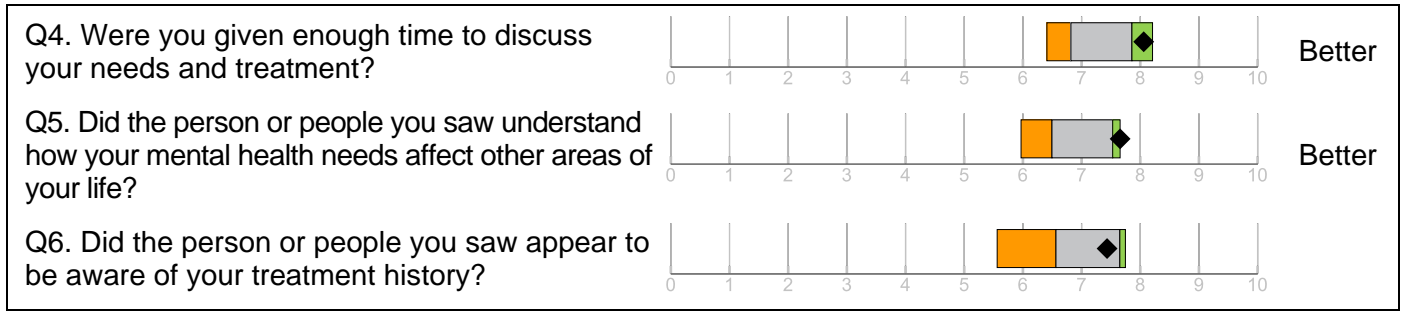 Q4. Were you given enough time to discuss
your needs and treatment?
Better
0 1 2 3 4 5 6 7 8 9 10
Q5. Did the person or people you saw understand
how your mental health needs affect other areas of
your life?
Better
0 1 2 3 4 5 6 7 8 9 10
Q6. Did the person or people you saw appear to
be aware of your treatment history?
0 1 2 3 4 5 6 7 8 9 10